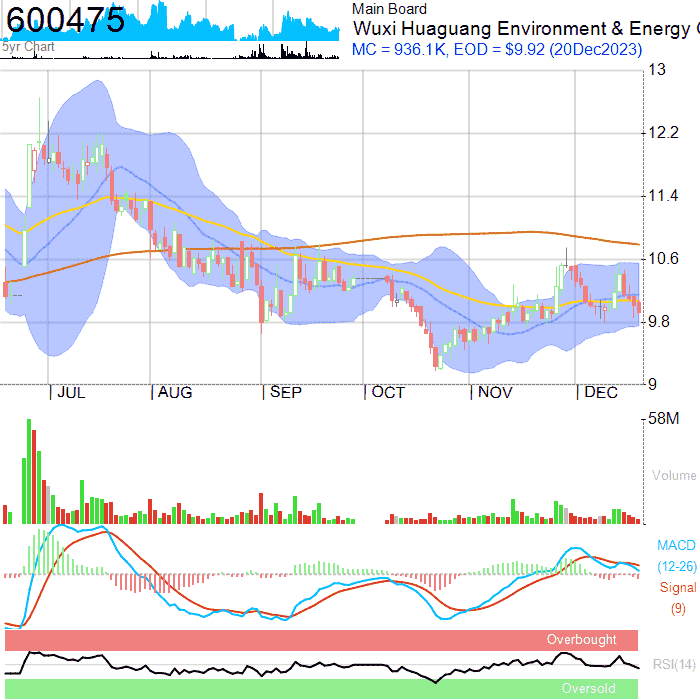 600475
5yr Chart
Main Board
Wuxi Huaguang Environment & Energy
MC = 936.1K, EOD = $9.92 (20Dec2023)
13
12.2
11.4
10.6
9.8
9
JUL AUG SEP OCT NOV DEC
58M
Volume
MACD
(12-26)
Signal
(9)
Overbought
RSI(14)
Oversold